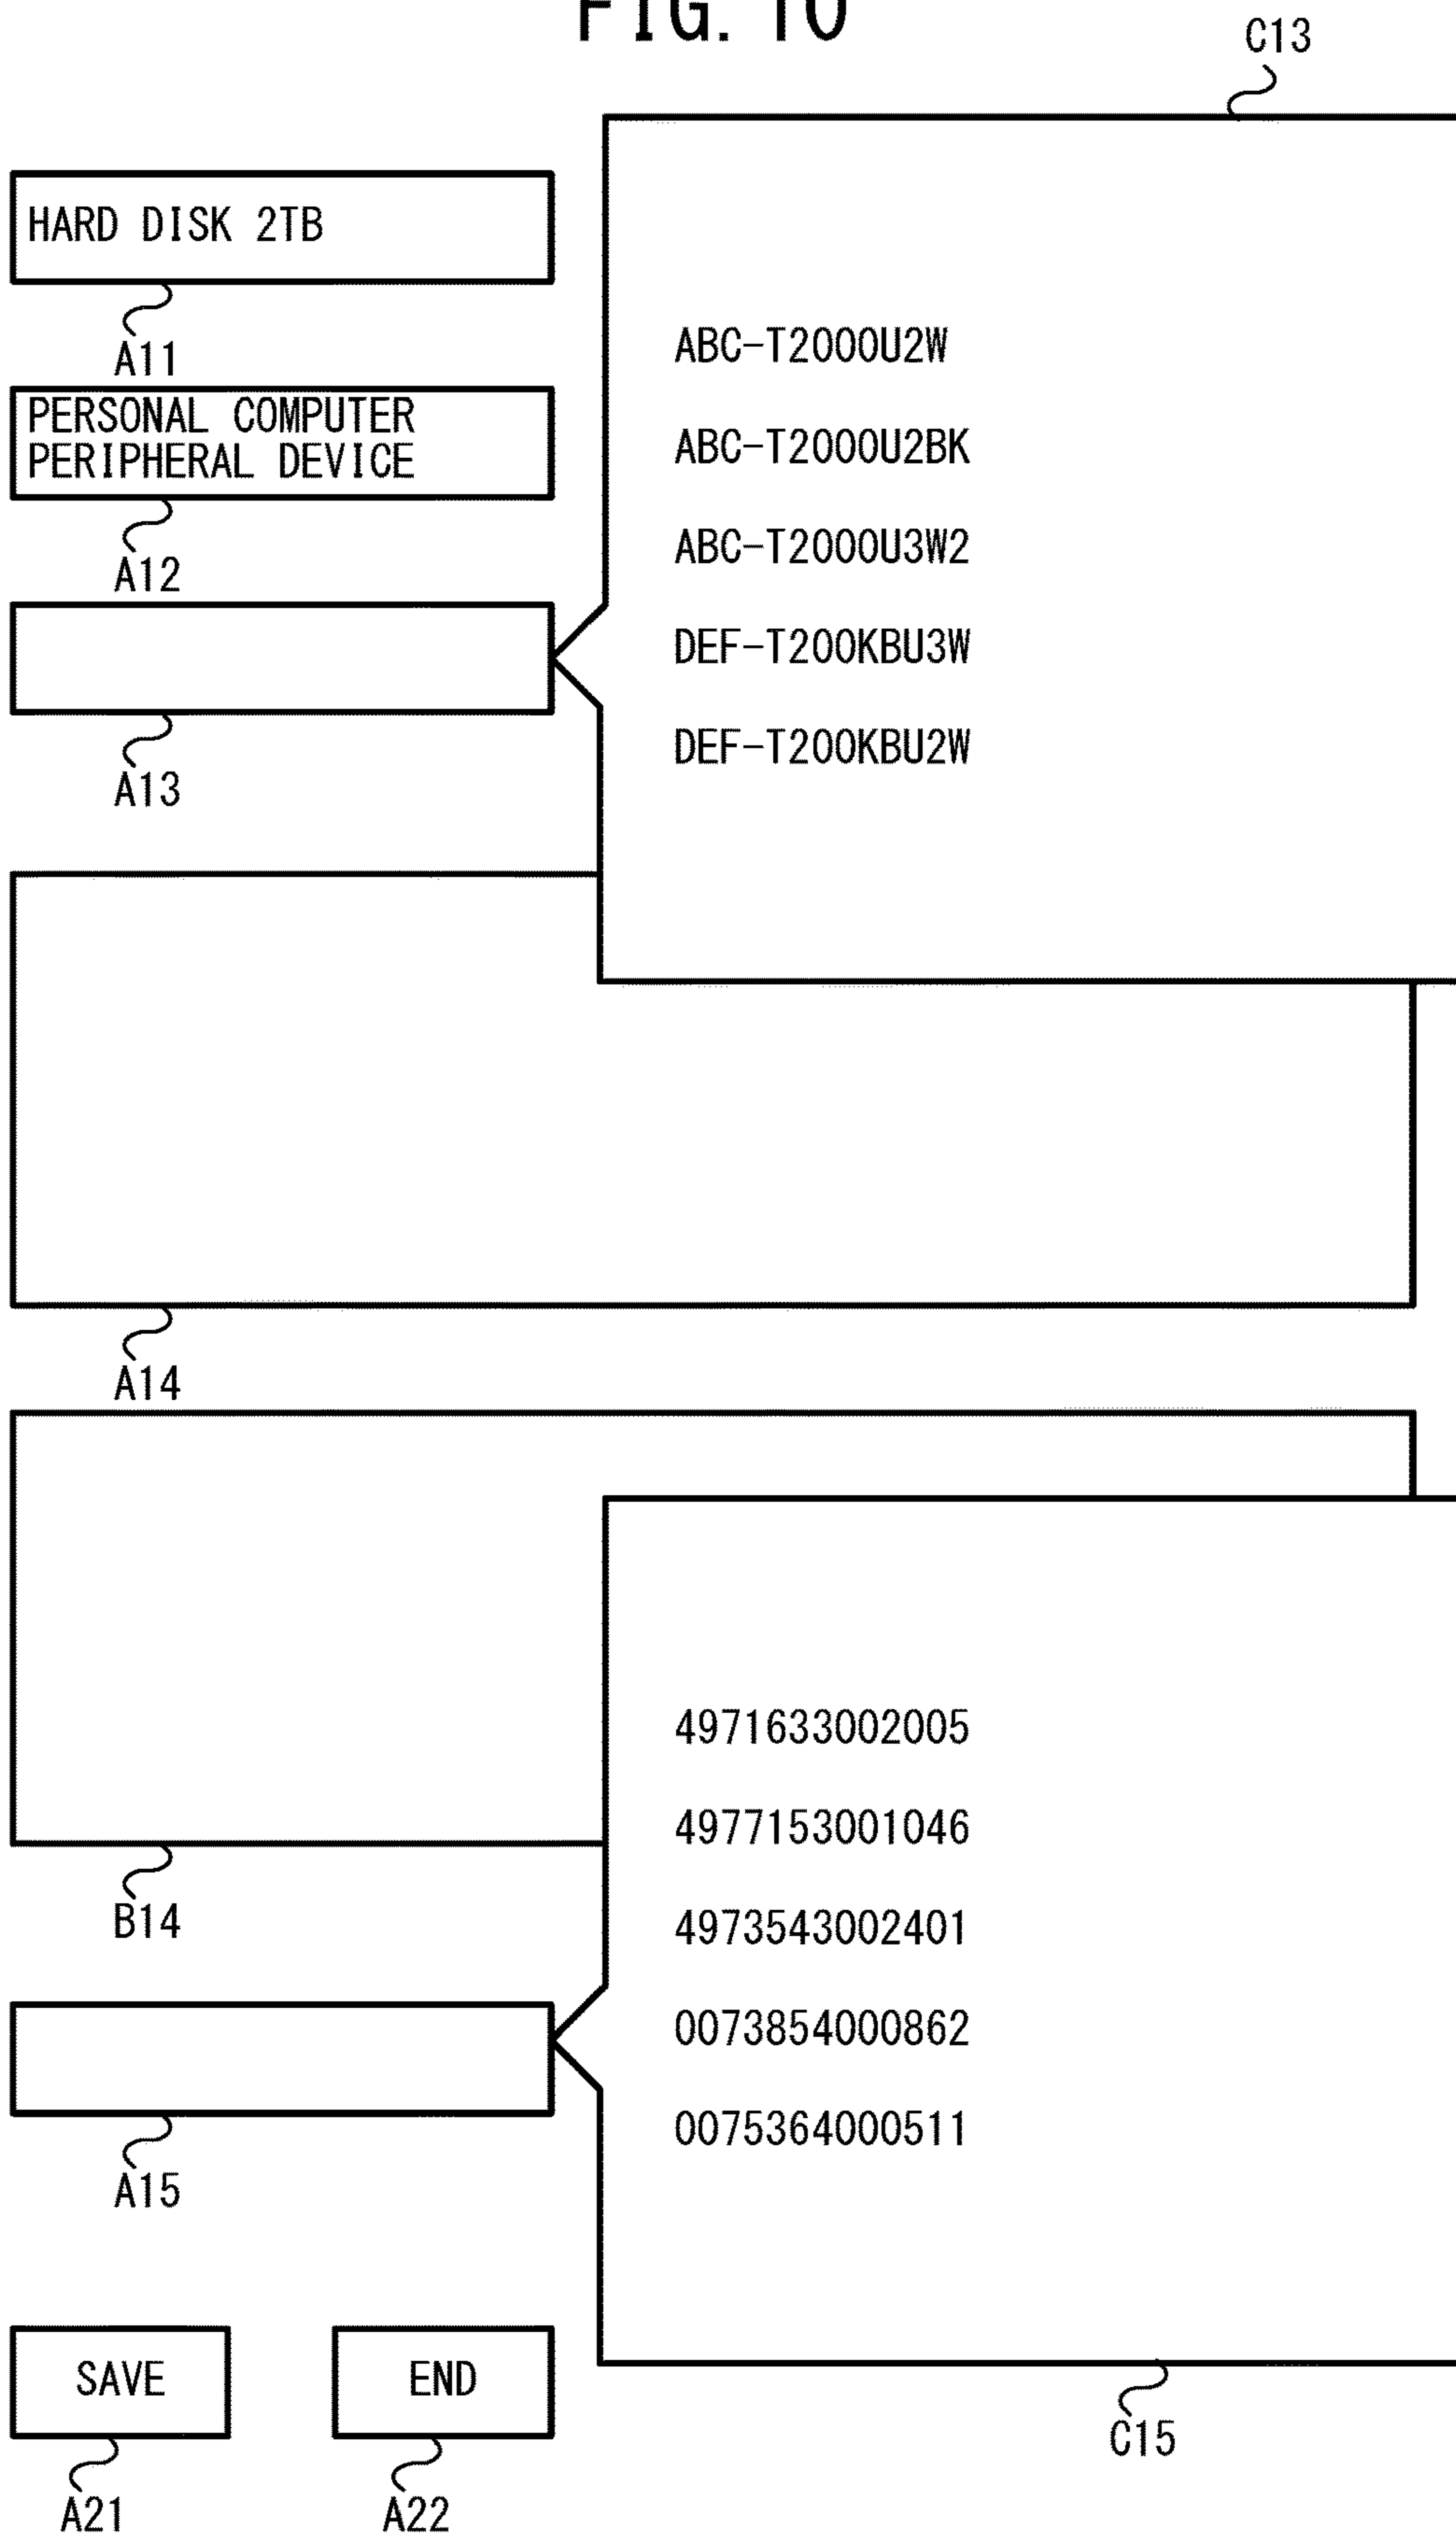 FIG. 10
C13
HARD DISK 2TB
A11
PERSONAL COMPUTER
PERIPHERAL DEVICE
A12
A13
ABC-T2000U2W
ABC-T2000U2BK
ABC-T2000U3W2
DEF-T200KBU3W
DEF-T200KBU2W
A14
B14
A15
4971633002005
4977153001046
4973543002401
0073854000862
0075364000511
SAVE
END
C15
A21
A22